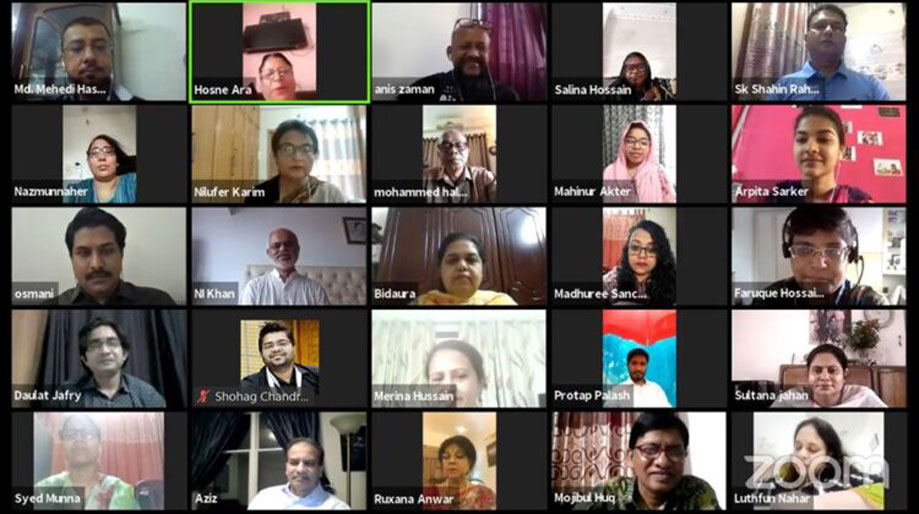 Md. Mehedi Has...
Hosne Ara
anis zaman
Salina Hossain
Sk Shahin Rah...
Nazmunnaher
Nilufer Karim
mohammed hal...
Mahinur Akter
Arpita Sarker
osmani
NI Khan
Bidaura
Madhuree Sanc...
Faruque Hossai...
Daulat Jafry
Shohag Chandr...
Merina Hussain
Protap Palash
Sultana jahan
Syed Munna
Aziz
Ruxana Anwar
Mojibul Huq
Luthfun Nahar
zoom